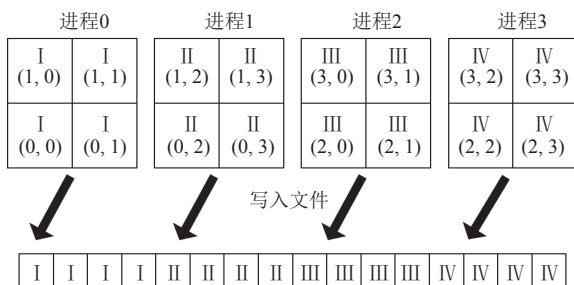 进程0 进程1 进程2 进程3
Ⅰ Ⅰ Ⅱ Ⅱ Ⅲ Ⅲ Ⅳ Ⅳ
(1, 0) (1, 1) (1, 2) (1, 3) (3, 0) (3, 1) (3, 2) (3, 3)
Ⅰ Ⅰ Ⅱ Ⅱ Ⅲ Ⅲ Ⅳ Ⅳ
(0, 0) (0, 1) (0, 2) (0, 3) (2, 0) (2, 1) (2, 2) (2, 3)
写入文件
Ⅰ Ⅰ Ⅰ Ⅰ Ⅱ Ⅱ Ⅱ Ⅱ Ⅲ Ⅲ Ⅲ Ⅲ Ⅳ Ⅳ Ⅳ Ⅳ